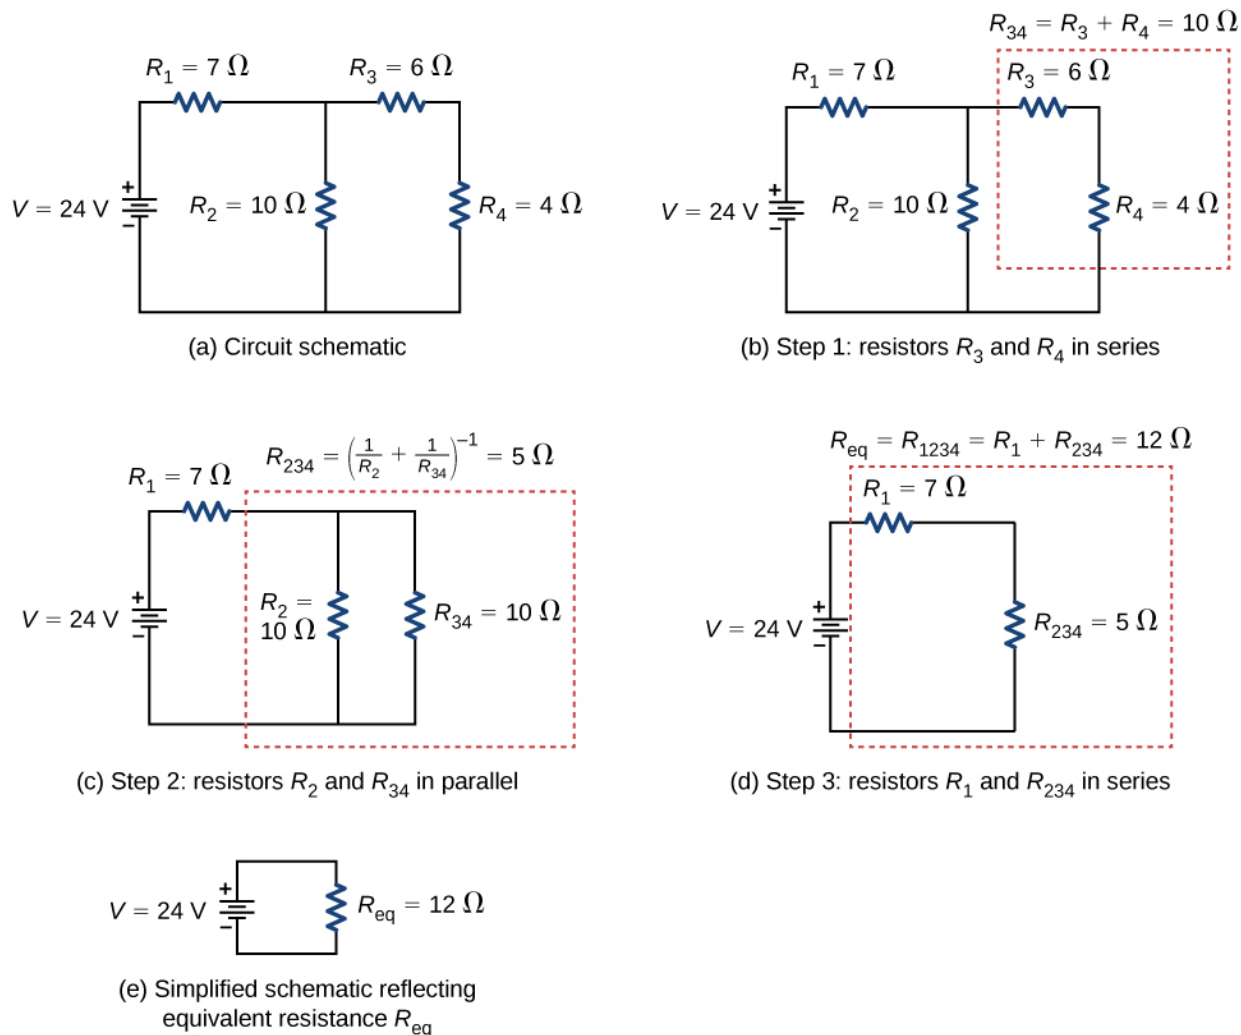 R₁ = 7 Ω
R₃ = 6 Ω
V = 24 V
+
−
R₂ = 10 Ω
R₄ = 4 Ω
(a) Circuit schematic
R₃₄ = R₃ + R₄ = 10 Ω
R₁ = 7 Ω
R₃ = 6 Ω
V = 24 V
+
−
R₂ = 10 Ω
R₄ = 4 Ω
(b) Step 1: resistors R₃ and R₄ in series
R₂₃₄ = (1/R₂ + 1/R₃₄)⁻¹ = 5 Ω
R₁ = 7 Ω
V = 24 V
+
−
R₂ =
10 Ω
R₃₄ = 10 Ω
(c) Step 2: resistors R₂ and R₃₄ in parallel
R_eq = R₁₂₃₄ = R₁ + R₂₃₄ = 12 Ω
R₁ = 7 Ω
V = 24 V
+
−
R₂₃₄ = 5 Ω
(d) Step 3: resistors R₁ and R₂₃₄ in series
V = 24 V
+
−
R_eq = 12 Ω
(e) Simplified schematic reflecting
equivalent resistance R_eq